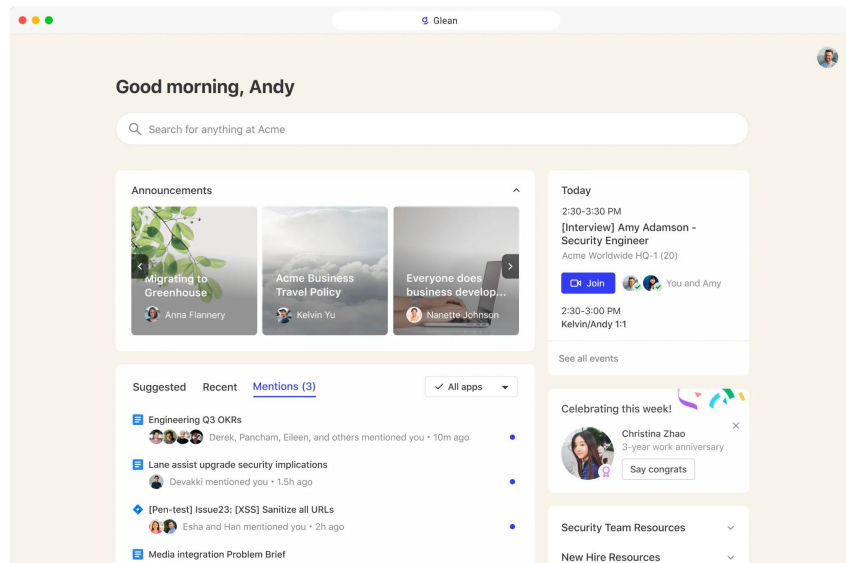 Glean
Good morning, Andy
Search for anything at Acme
Announcements
Migrating to
Greenhouse
Anna Flannery
Acme Business
Travel Policy
Kelvin Yu
Everyone does
business develop...
Nanette Johnson
Today
2:30-3:30 PM
[Interview] Amy Adamson -
Security Engineer
Acme Worldwide HQ-1 (20)
Join
You and Amy
2:30-3:00 PM
Kelvin/Andy 1:1
See all events
Suggested Recent Mentions (3)
All apps
Engineering Q3 OKRs
+2 Derek, Pancham, Eileen, and others mentioned you • 10m ago
Lane assist upgrade security implications
Devakki mentioned you • 1.5h ago
[Pen-test] Issue23: [XSS] Sanitize all URLs
Esha and Han mentioned you • 2h ago
Media integration Problem Brief
Celebrating this week!
Christina Zhao
3-year work anniversary
Say congrats
Security Team Resources
New Hire Resources